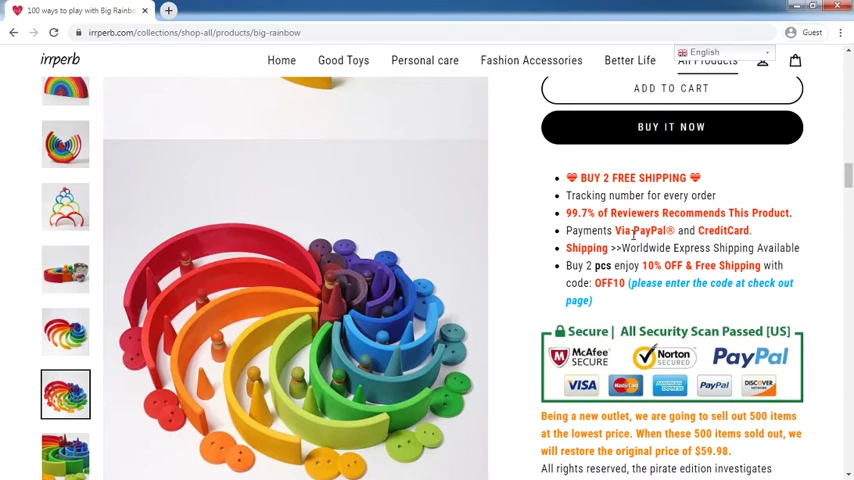 100 ways to play with Big Rainbo
irrperb.com/collections/shop-all/products/big-rainbow
Guest
irrperb
Home
Good Toys
Personal care
Fashion Accessories
Better Life
All Products
English
ADD TO CART
BUY IT NOW
BUY 2 FREE SHIPPING
Tracking number for every order
99.7% of Reviewers Recommends This Product.
Payments Via PayPal® and CreditCard.
Shipping >>Worldwide Express Shipping Available
Buy 2 pcs enjoy 10% OFF & Free Shipping with
code: OFF10 (please enter the code at check out
page)
Secure | All Security Scan Passed [US]
McAfee SECURE
Norton SECURED
PayPal
VISA
MasterCard
AMERICAN EXPRESS
PayPal
DISCOVER
Being a new outlet, we are going to sell out 500 items
at the lowest price. When these 500 items sold out, we
will restore the original price of $59.98.
All rights reserved, the pirate edition investigates